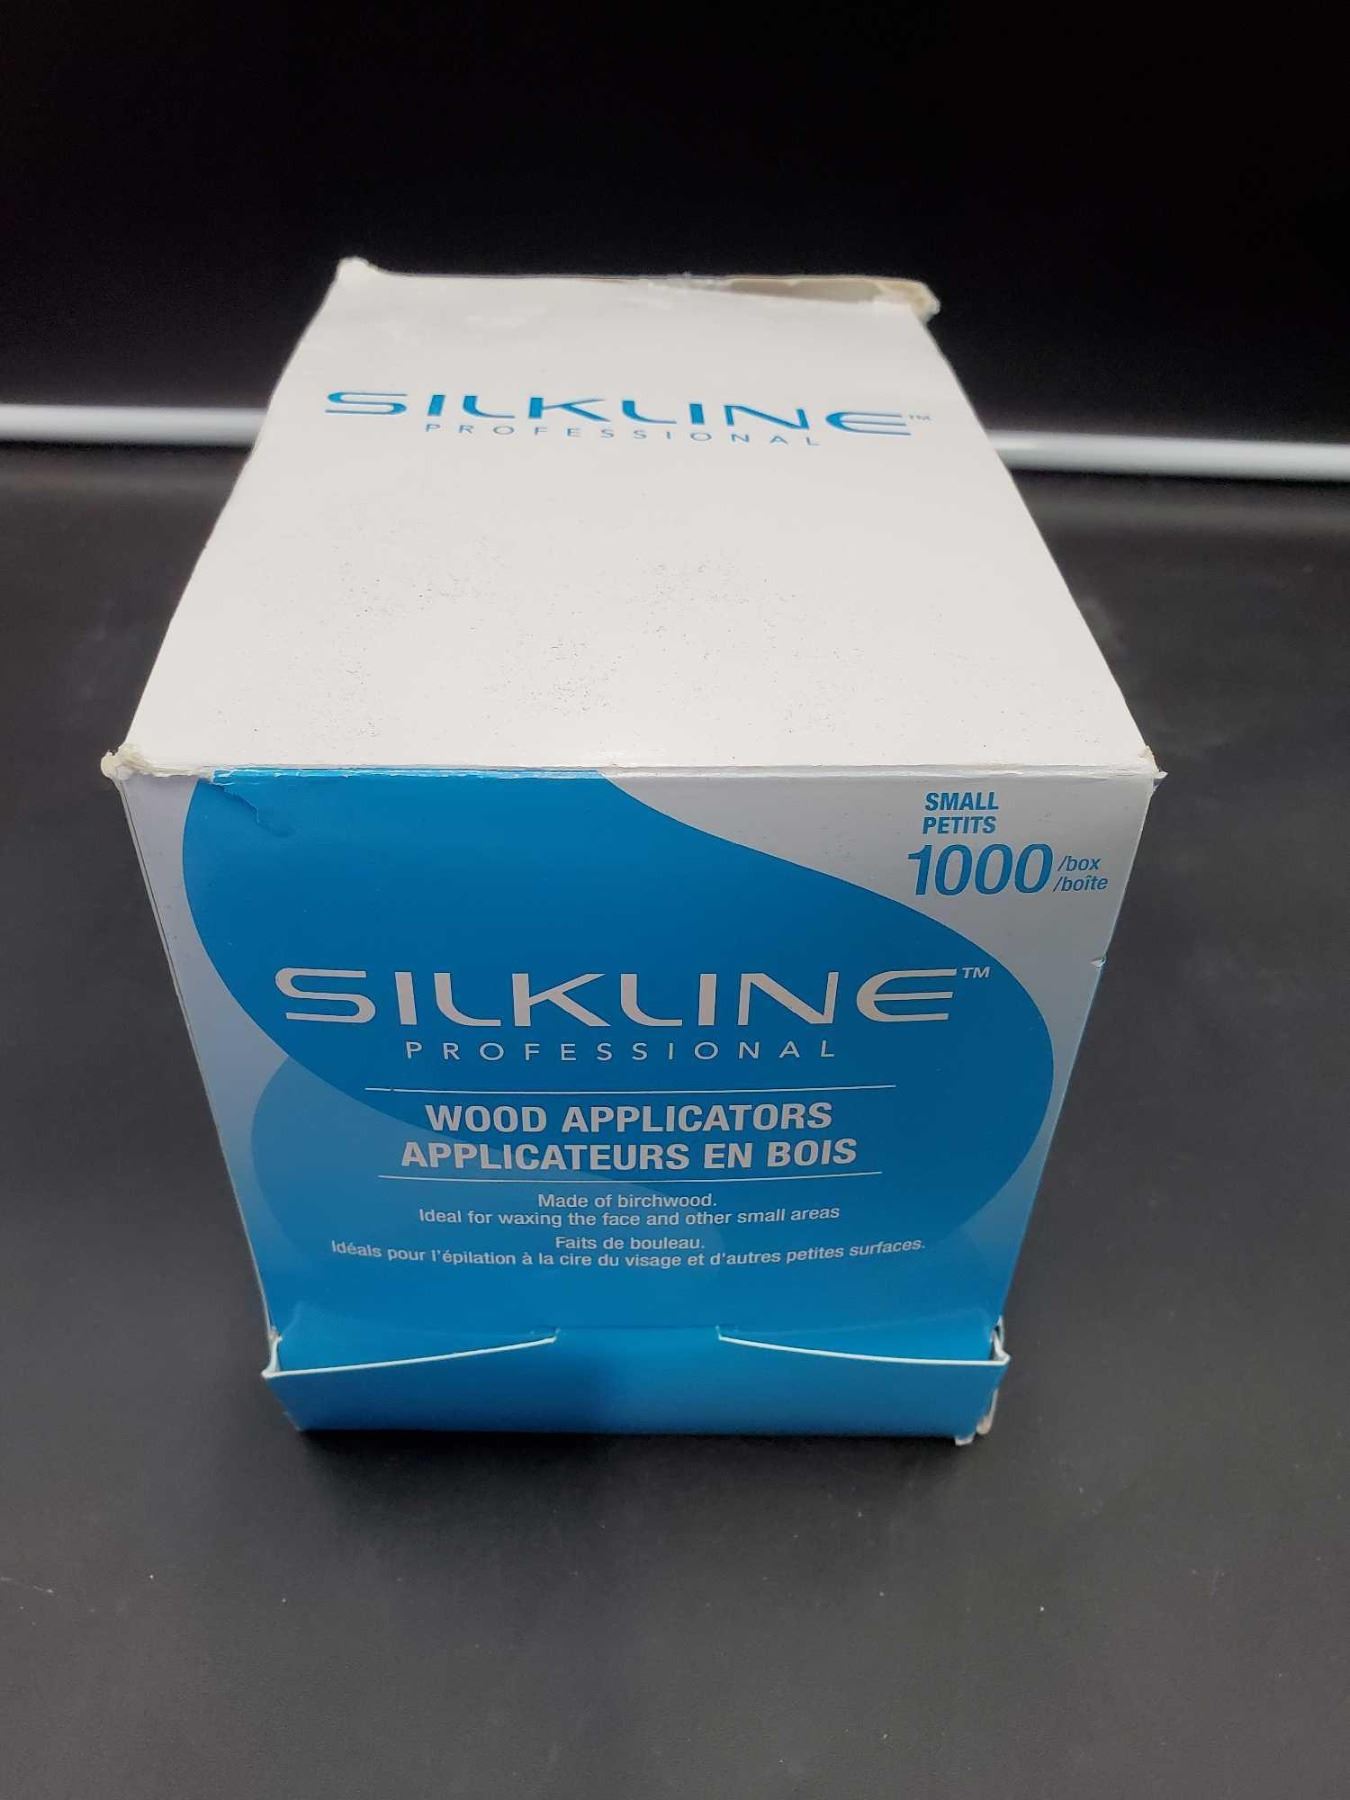 SILKLINE™
PROFESSIONAL
SMALL
PETITS
1000 /box
/boîte
SILKLINE™
PROFESSIONAL
WOOD APPLICATORS
APPLICATEURS EN BOIS
Made of birchwood.
Ideal for waxing the face and other small areas
Faits de bouleau.
Idéals pour l'épilation à la cire du visage et d'autres petites surfaces.